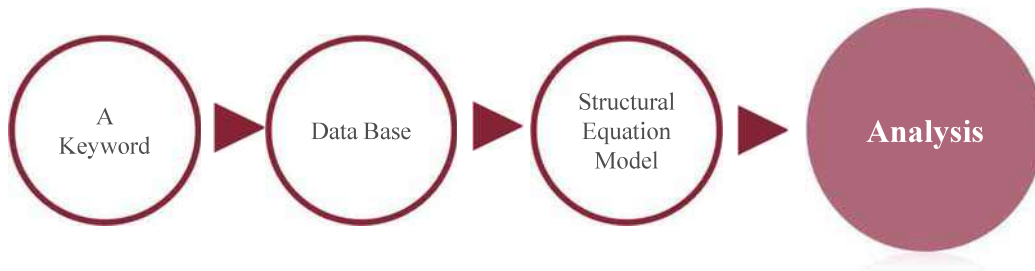 A
Keyword
Data Base
Structural
Equation
Model
Analysis